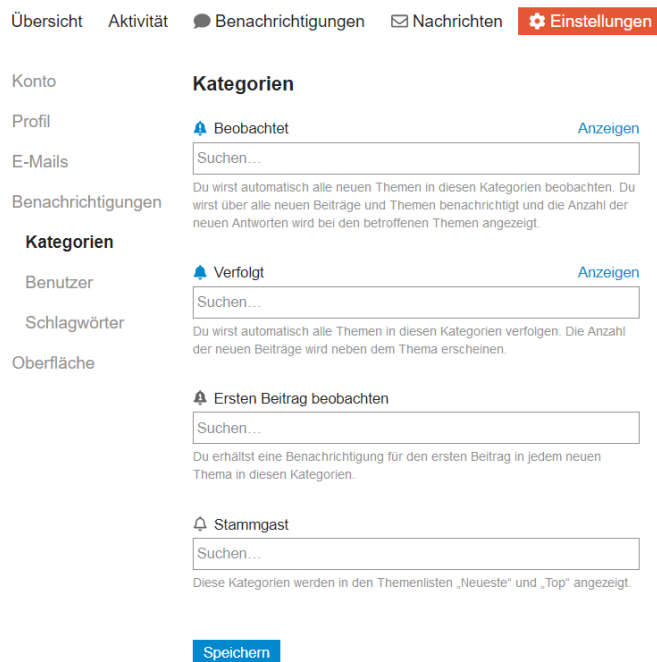 Übersicht Aktivität Benachrichtigungen Nachrichten Einstellungen
Konto
Profil
E-Mails
Benachrichtigungen
Kategorien
Benutzer
Schlagwörter
Oberfläche
Kategorien
Beobachtet Anzeigen
Suchen…
Du wirst automatisch alle neuen Themen in diesen Kategorien beobachten. Du
wirst über alle neuen Beiträge und Themen benachrichtigt und die Anzahl der
neuen Antworten wird bei den betroffenen Themen angezeigt.
Verfolgt Anzeigen
Suchen…
Du wirst automatisch alle Themen in diesen Kategorien verfolgen. Die Anzahl
der neuen Beiträge wird neben dem Thema erscheinen.
Ersten Beitrag beobachten
Suchen…
Du erhältst eine Benachrichtigung für den ersten Beitrag in jedem neuen
Thema in diesen Kategorien.
Stammgast
Suchen…
Diese Kategorien werden in den Themenlisten „Neueste“ und „Top“ angezeigt.
Speichern